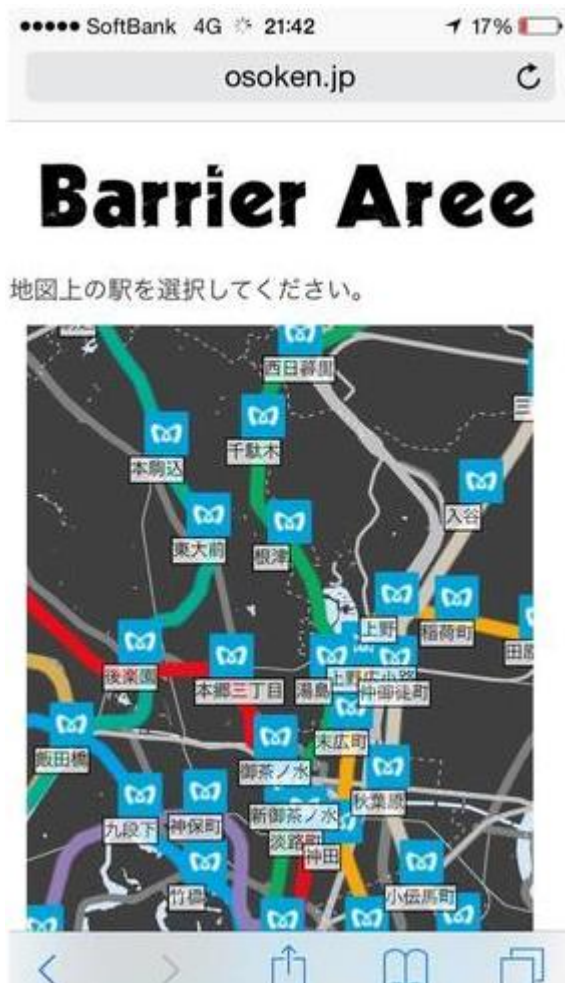 SoftBank 4G 21:42 17%
osoken.jp
Barrier Aree
地図上の駅を選択してください。
西日暮里
千駄木
本駒込
三
入谷
東大前
根津
上野
稲荷町
田原
後楽園
本郷三丁目
湯島
上野広小路
仲御徒町
末広町
飯田橋
御茶ノ水
秋葉原
九段下
神保町
新御茶ノ水
淡路町
神田
竹橋
小伝馬町